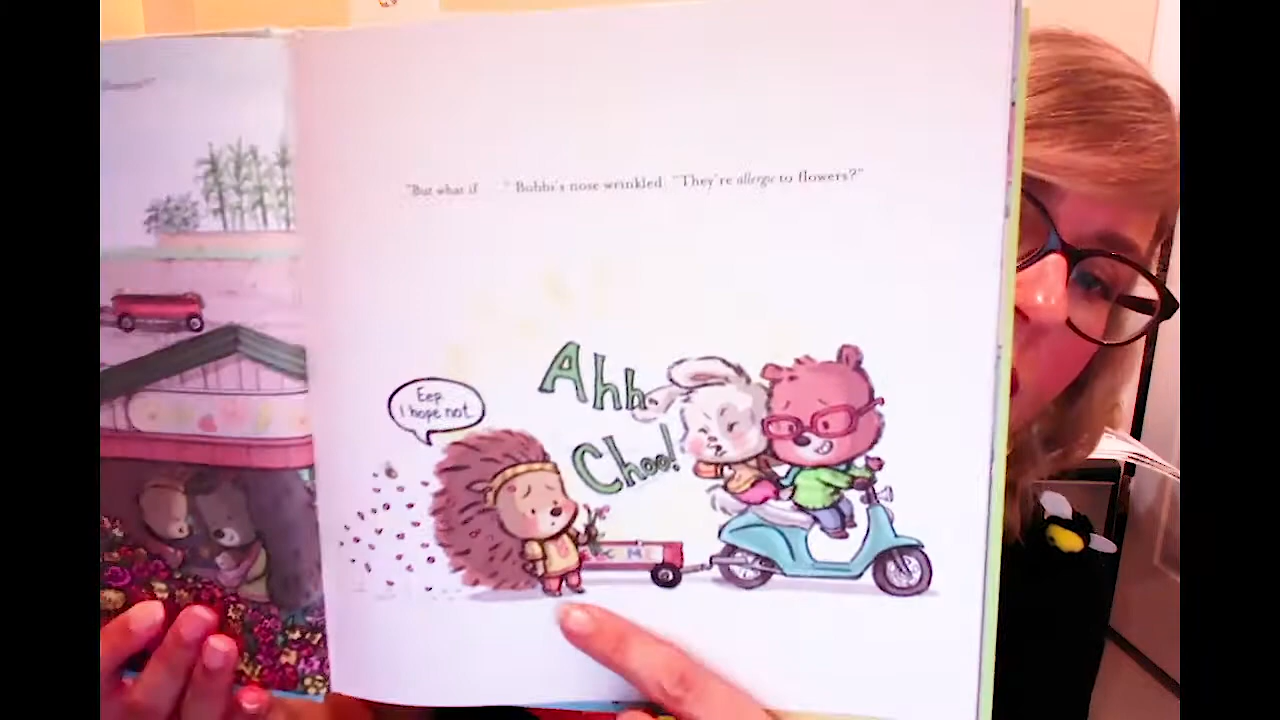 "But what if . . ." Bobbi's nose wrinkled. "They're allergic to flowers?"
Eep.
I hope not.
Ahh
Choo!